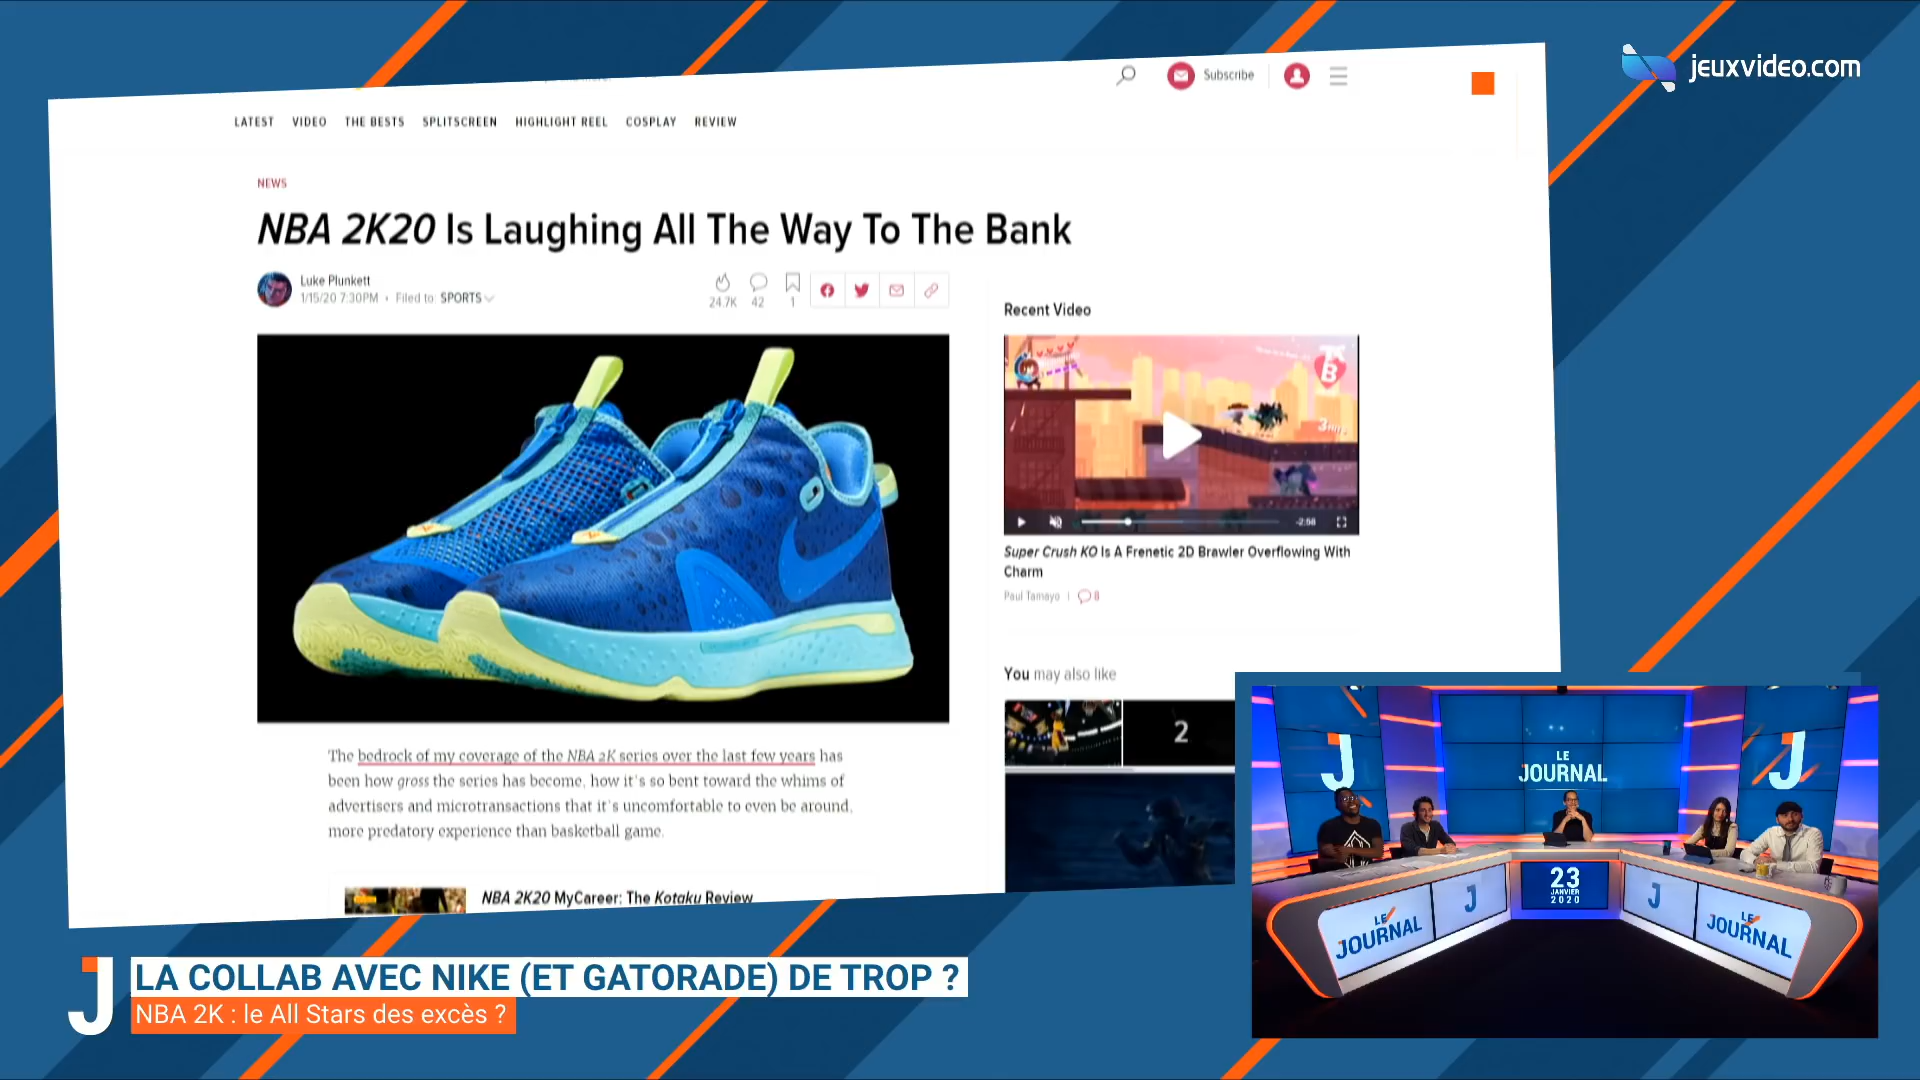 jeuxvideo.com
Subscribe
LATEST VIDEO THE BESTS SPLITSCREEN HIGHLIGHT REEL COSPLAY REVIEW
NEWS
NBA 2K20 Is Laughing All The Way To The Bank
Luke Plunkett
1/15/20 7:30PM • Filed to: SPORTS
24.7K 42 1
Recent Video
B
-2:58
Super Crush KO Is A Frenetic 2D Brawler Overflowing With
Charm
Paul Tamayo 8
You may also like
2
The bedrock of my coverage of the NBA 2K series over the last few years has
been how gross the series has become, how it's so bent toward the whims of
advertisers and microtransactions that it's uncomfortable to even be around,
more predatory experience than basketball game.
NBA 2K20 MyCareer: The Kotaku Review
J
LE
JOURNAL
J
23
JANVIER
2020
J
J
LE
JOURNAL
LE
JOURNAL
J
LA COLLAB AVEC NIKE (ET GATORADE) DE TROP ?
NBA 2K : le All Stars des excès ?